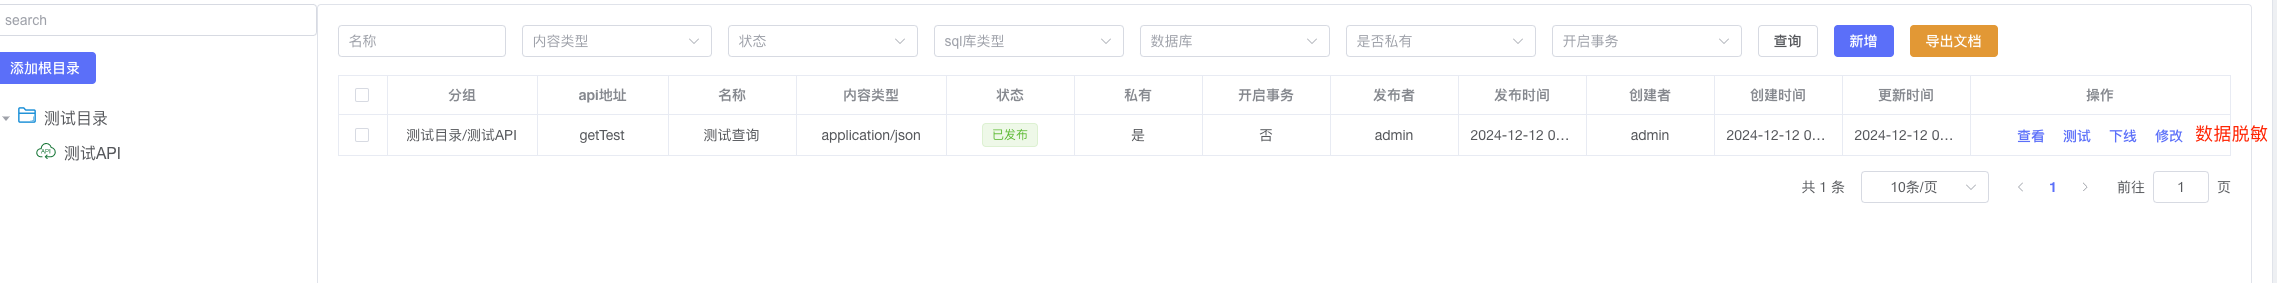 search
添加根目录
测试目录
API
测试API
名称 内容类型 状态 sql库类型 数据库 是否私有 开启事务 查询 新增 导出文档
分组 api地址 名称 内容类型 状态 私有 开启事务 发布者 发布时间 创建者 创建时间 更新时间 操作
测试目录/测试API getTest 测试查询 application/json 已发布 是 否 admin 2024-12-12 0... admin 2024-12-12 0... 2024-12-12 0... 查看 测试 下线 修改 数据脱敏
共 1 条 10条/页 1 前往 1 页